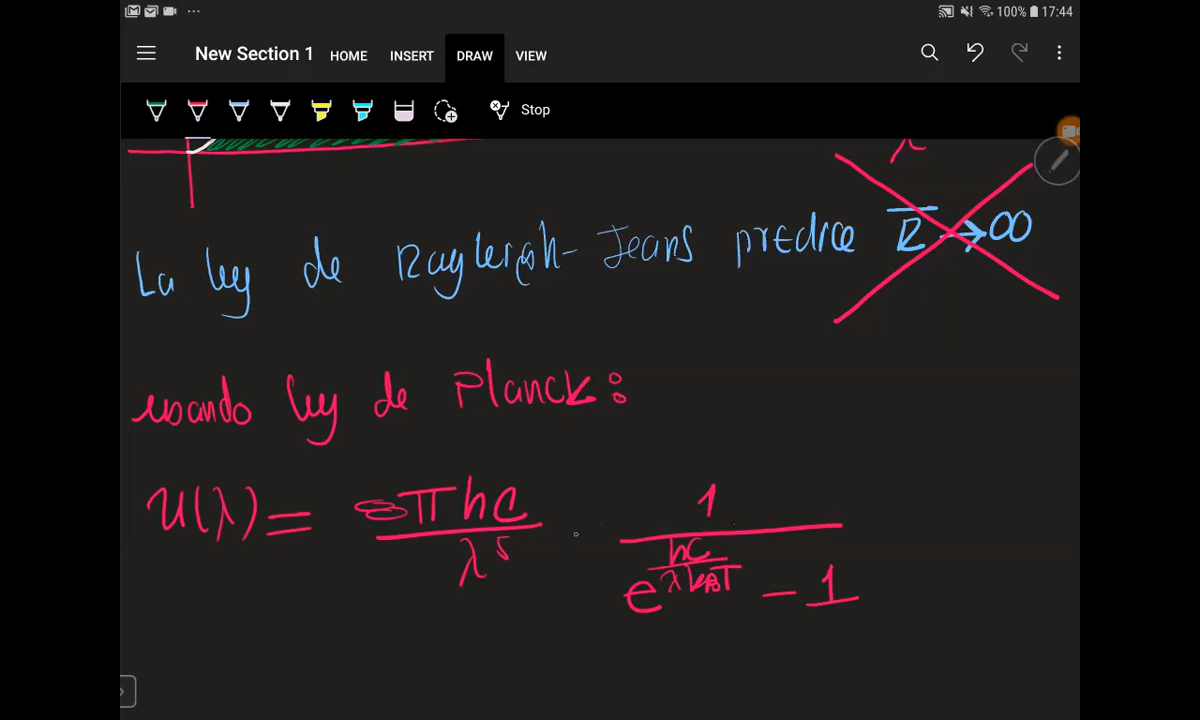 100% 17:44
New Section 1 HOME INSERT DRAW VIEW
Stop
λ
La ley de Rayleigh-Jeans predice R̅ → ∞
usando ley de Planck:
u(λ) = 8πhc/λ⁵ · 1/(e^(hc/(λk_BT)) - 1)